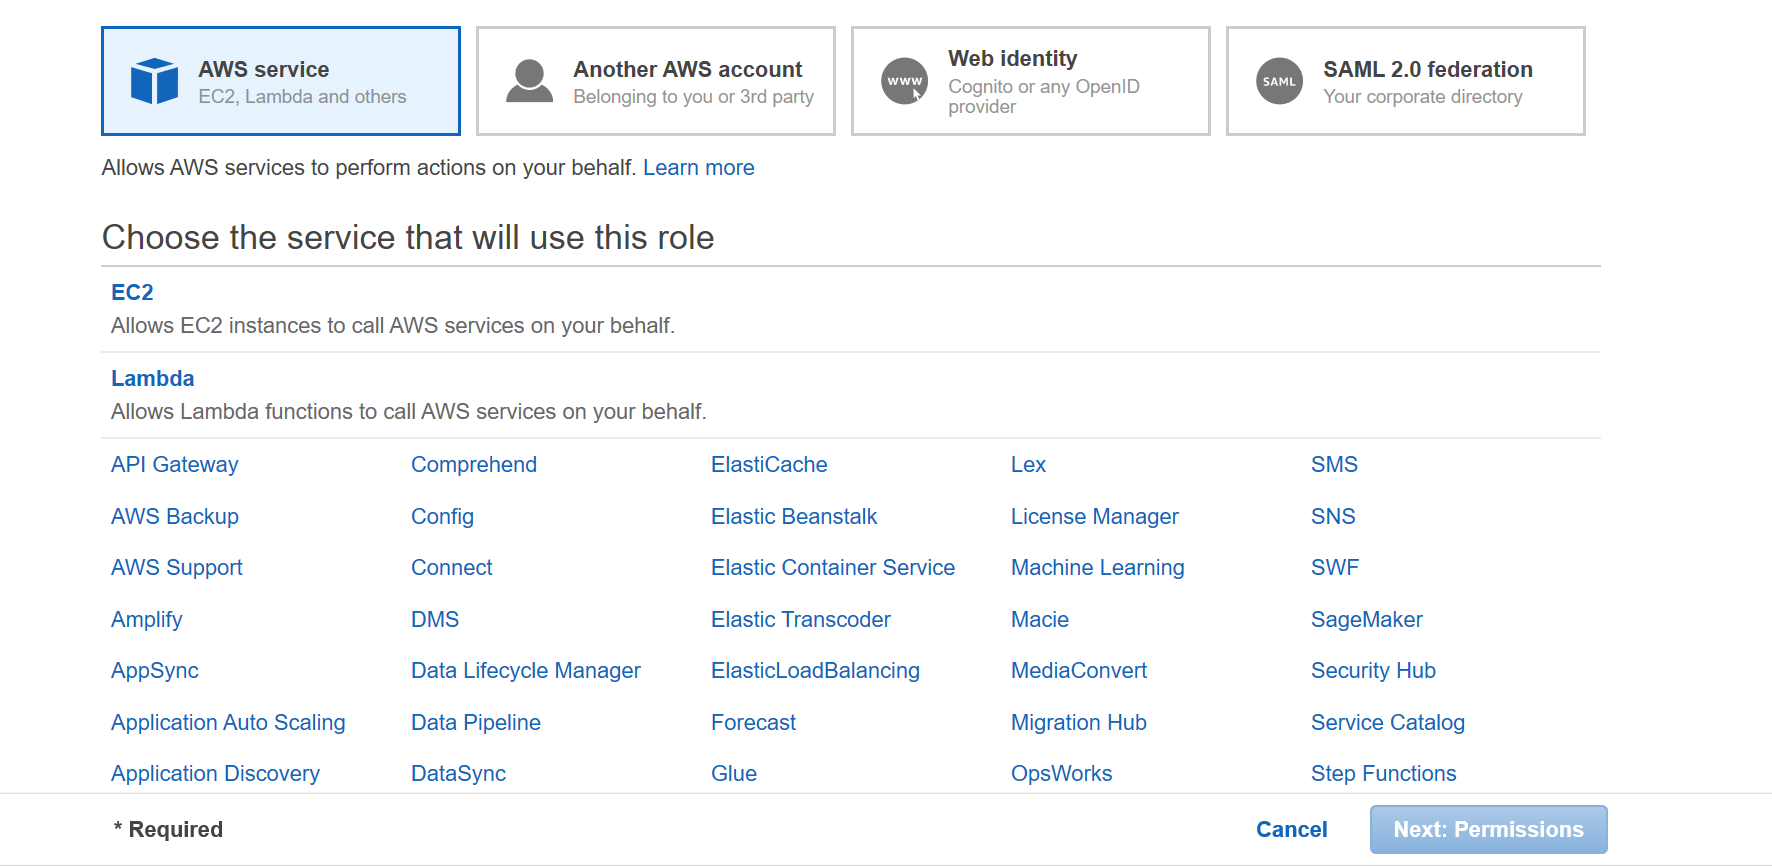 AWS service
EC2, Lambda and others
Another AWS account
Belonging to you or 3rd party
www
Web identity
Cognito or any OpenID
provider
SAML
SAML 2.0 federation
Your corporate directory
Allows AWS services to perform actions on your behalf. Learn more
Choose the service that will use this role
EC2
Allows EC2 instances to call AWS services on your behalf.
Lambda
Allows Lambda functions to call AWS services on your behalf.
API Gateway Comprehend ElastiCache Lex SMS
AWS Backup Config Elastic Beanstalk License Manager SNS
AWS Support Connect Elastic Container Service Machine Learning SWF
Amplify DMS Elastic Transcoder Macie SageMaker
AppSync Data Lifecycle Manager ElasticLoadBalancing MediaConvert Security Hub
Application Auto Scaling Data Pipeline Forecast Migration Hub Service Catalog
Application Discovery DataSync Glue OpsWorks Step Functions
* Required
Cancel
Next: Permissions